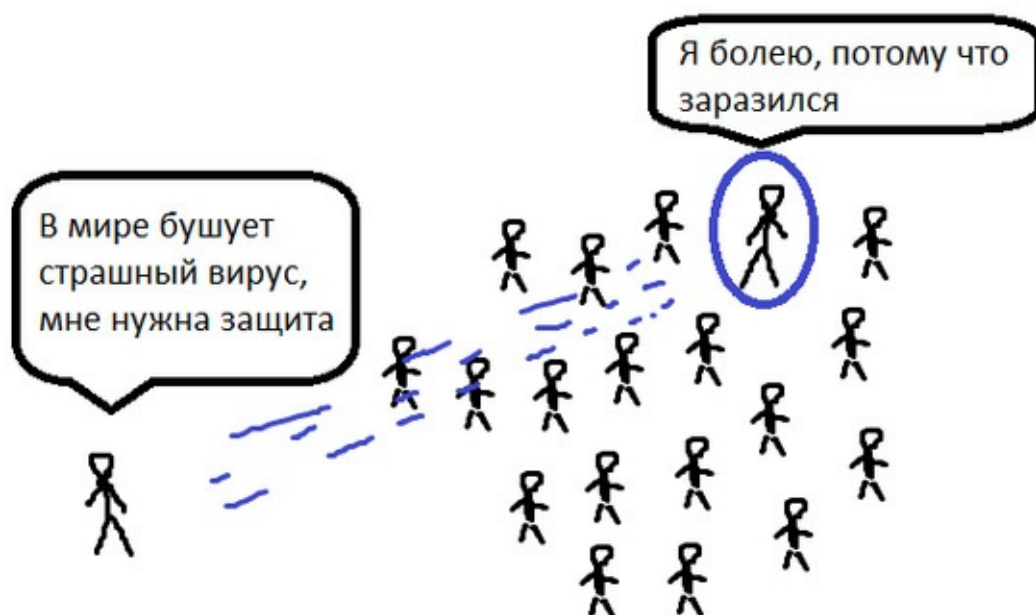 Я болею, потому что
заразился
В мире бушует
страшный вирус,
мне нужна защита